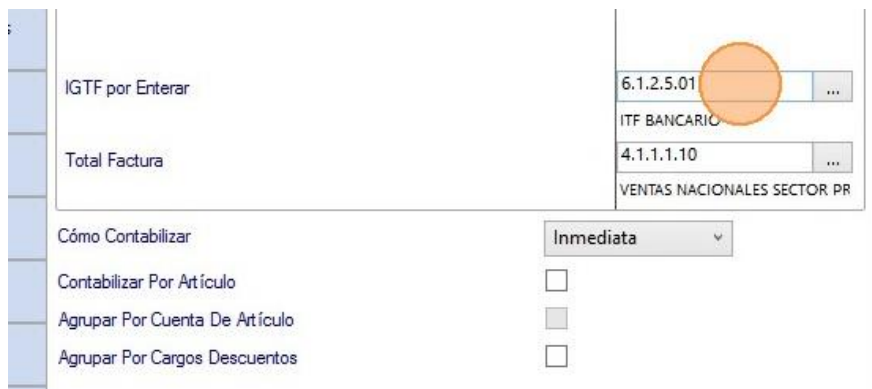 s
IGTF por Enterar 6.1.2.5.01 ...
ITF BANCARIO
Total Factura 4.1.1.1.10 ...
VENTAS NACIONALES SECTOR PR
Cómo Contabilizar Inmediata
Contabilizar Por Artículo
Agrupar Por Cuenta De Artículo
Agrupar Por Cargos Descuentos